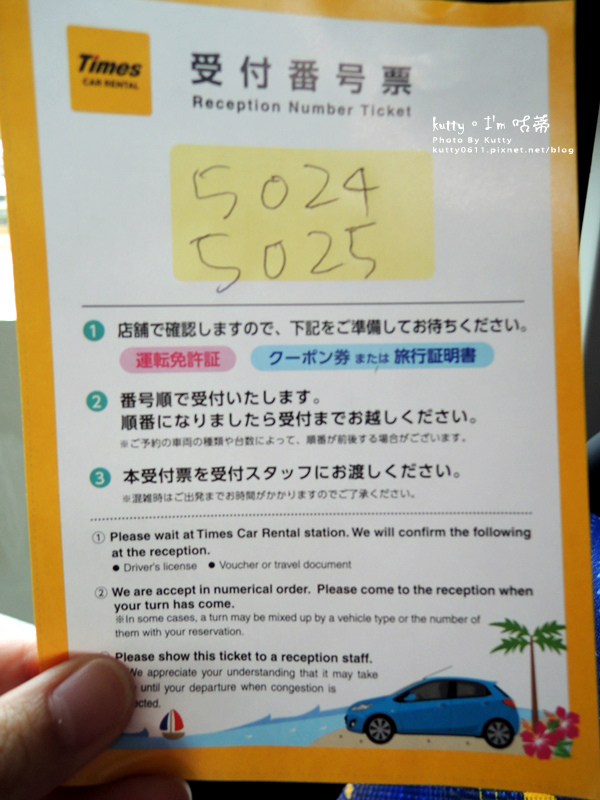 Times
CAR RENTAL
受付番号票
Reception Number Ticket
kutty。I'm 咕蒂
Photo By Kutty
kutty0611.pixnet.net/blog
5024
5025
1 店舗で確認しますので、下記をご準備してお待ちください。
運転免許証 クーポン券 または 旅行証明書
2 番号順で受付いたします。
順番になりましたら受付までお越しください。
※ご予約の車両の種類や台数によって、順番が前後する場合がございます。
3 本受付票を受付スタッフにお渡しください。
※混雑時はご出発までお時間がかかりますのでご了承ください。
① Please wait at Times Car Rental station. We will confirm the following
at the reception.
● Driver's license ● Voucher or travel document
② We are accept in numerical order. Please come to the reception when
your turn has come.
※In some cases, a turn may be mixed up by a vehicle type or the number of
them with your reservation.
Please show this ticket to a reception staff.
We appreciate your understanding that it may take
until your departure when congestion is